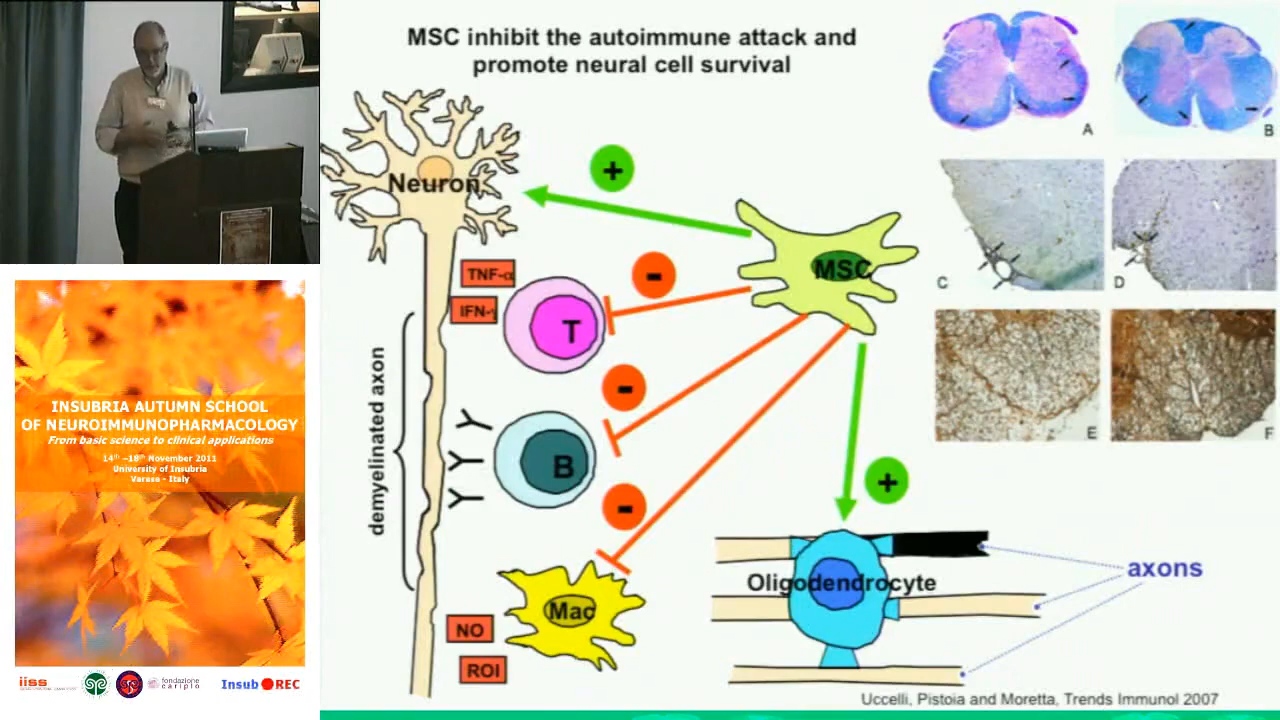 MSC inhibit the autoimmune attack and
promote neural cell survival
Neuron
+
MSC
TNF-α
IFN-γ
-
T
demyelinated axon
-
B
-
Mac
NO
ROI
+
Oligodendrocyte
axons
A
B
C
D
E
F
Uccelli, Pistoia and Moretta, Trends Immunol 2007
INSUBRIA AUTUMN SCHOOL
OF NEUROIMMUNOPHARMACOLOGY
From basic science to clinical applications
14th –18th November 2011
University of Insubria
Varese - Italy
iiss
fondazione
cariplo
Insub REC